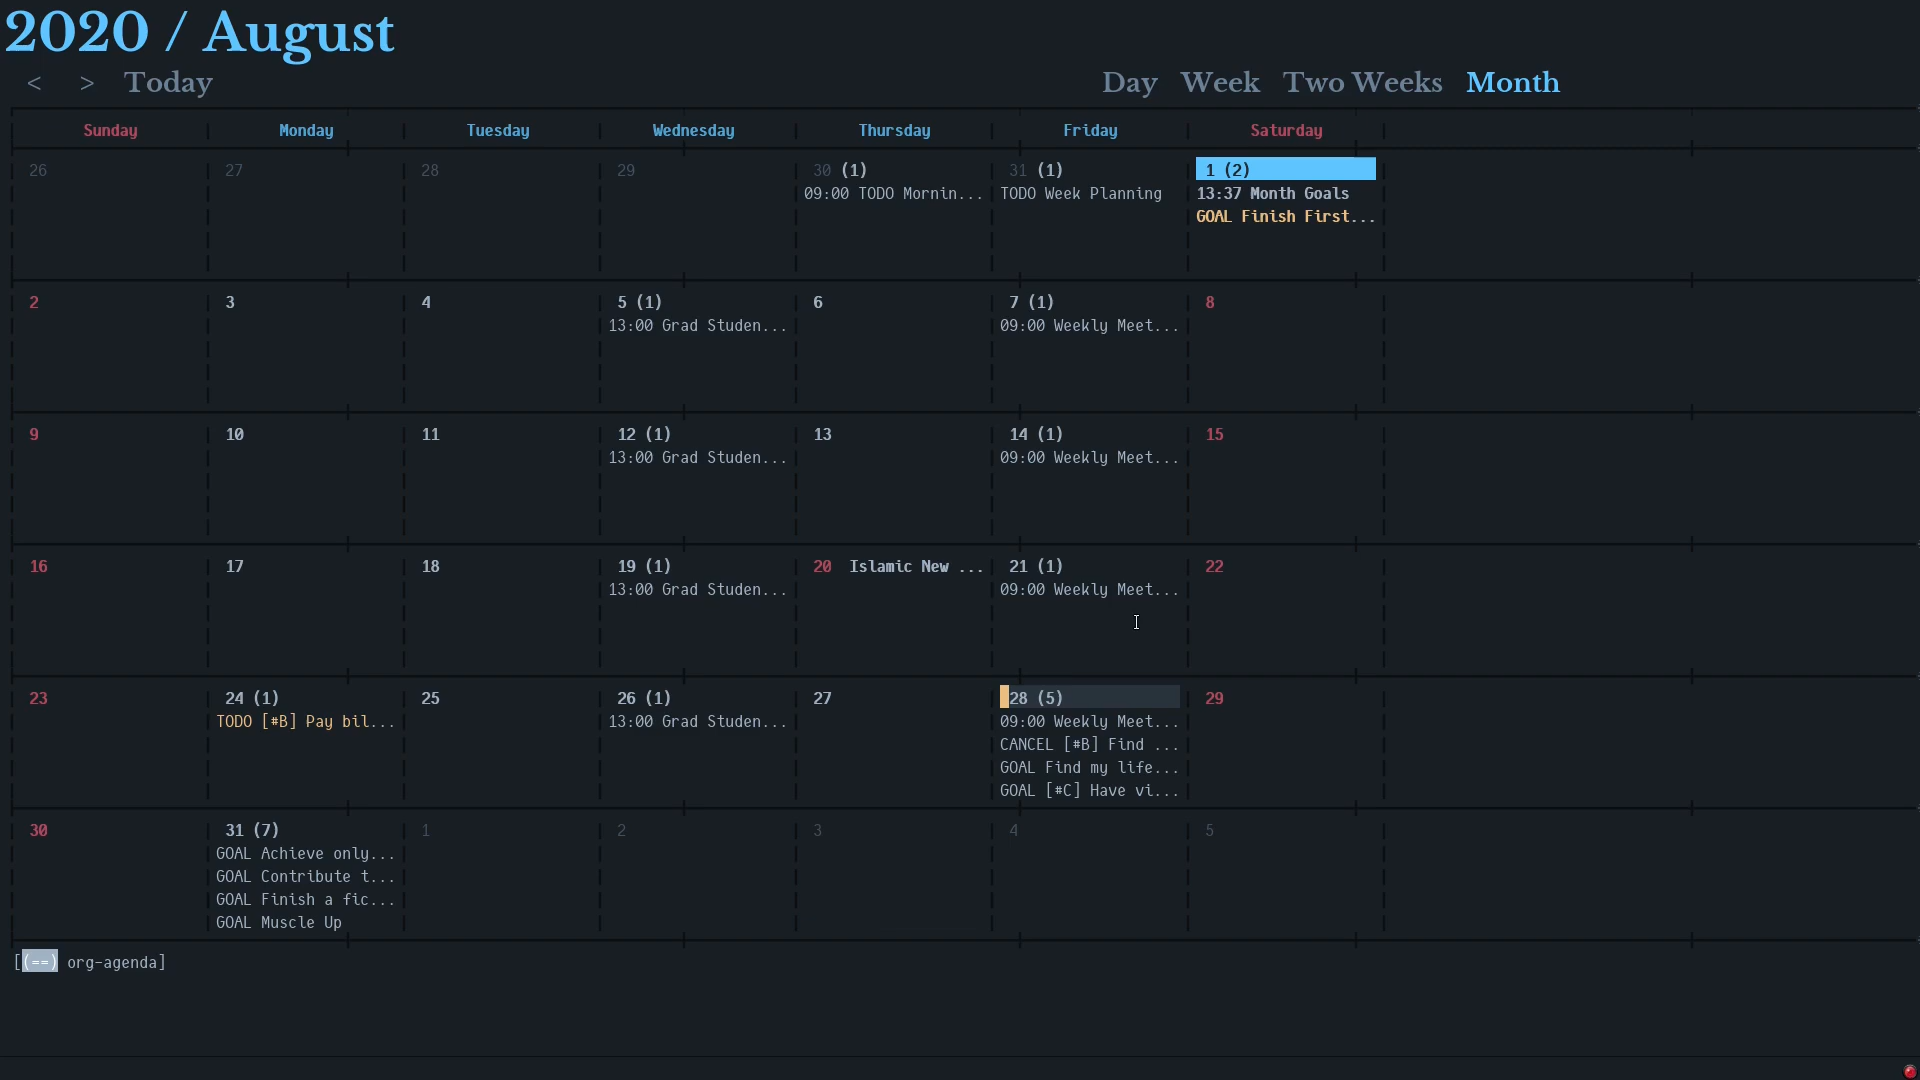 2020 / August
< > Today Day Week Two Weeks Month
Sunday Monday Tuesday Wednesday Thursday Friday Saturday
26 27 28 29 30 (1) 31 (1) 1 (2)
09:00 TODO Mornin... TODO Week Planning 13:37 Month Goals
GOAL Finish First...
2 3 4 5 (1) 6 7 (1) 8
13:00 Grad Studen... 09:00 Weekly Meet...
9 10 11 12 (1) 13 14 (1) 15
13:00 Grad Studen... 09:00 Weekly Meet...
16 17 18 19 (1) 20 Islamic New ... 21 (1) 22
13:00 Grad Studen... 09:00 Weekly Meet...
23 24 (1) 25 26 (1) 27 28 (5) 29
TODO [#B] Pay bil... 13:00 Grad Studen... 09:00 Weekly Meet...
CANCEL [#B] Find ...
GOAL Find my life...
GOAL [#C] Have vi...
30 31 (7) 1 2 3 4 5
GOAL Achieve only...
GOAL Contribute t...
GOAL Finish a fic...
GOAL Muscle Up
[(==) org-agenda]